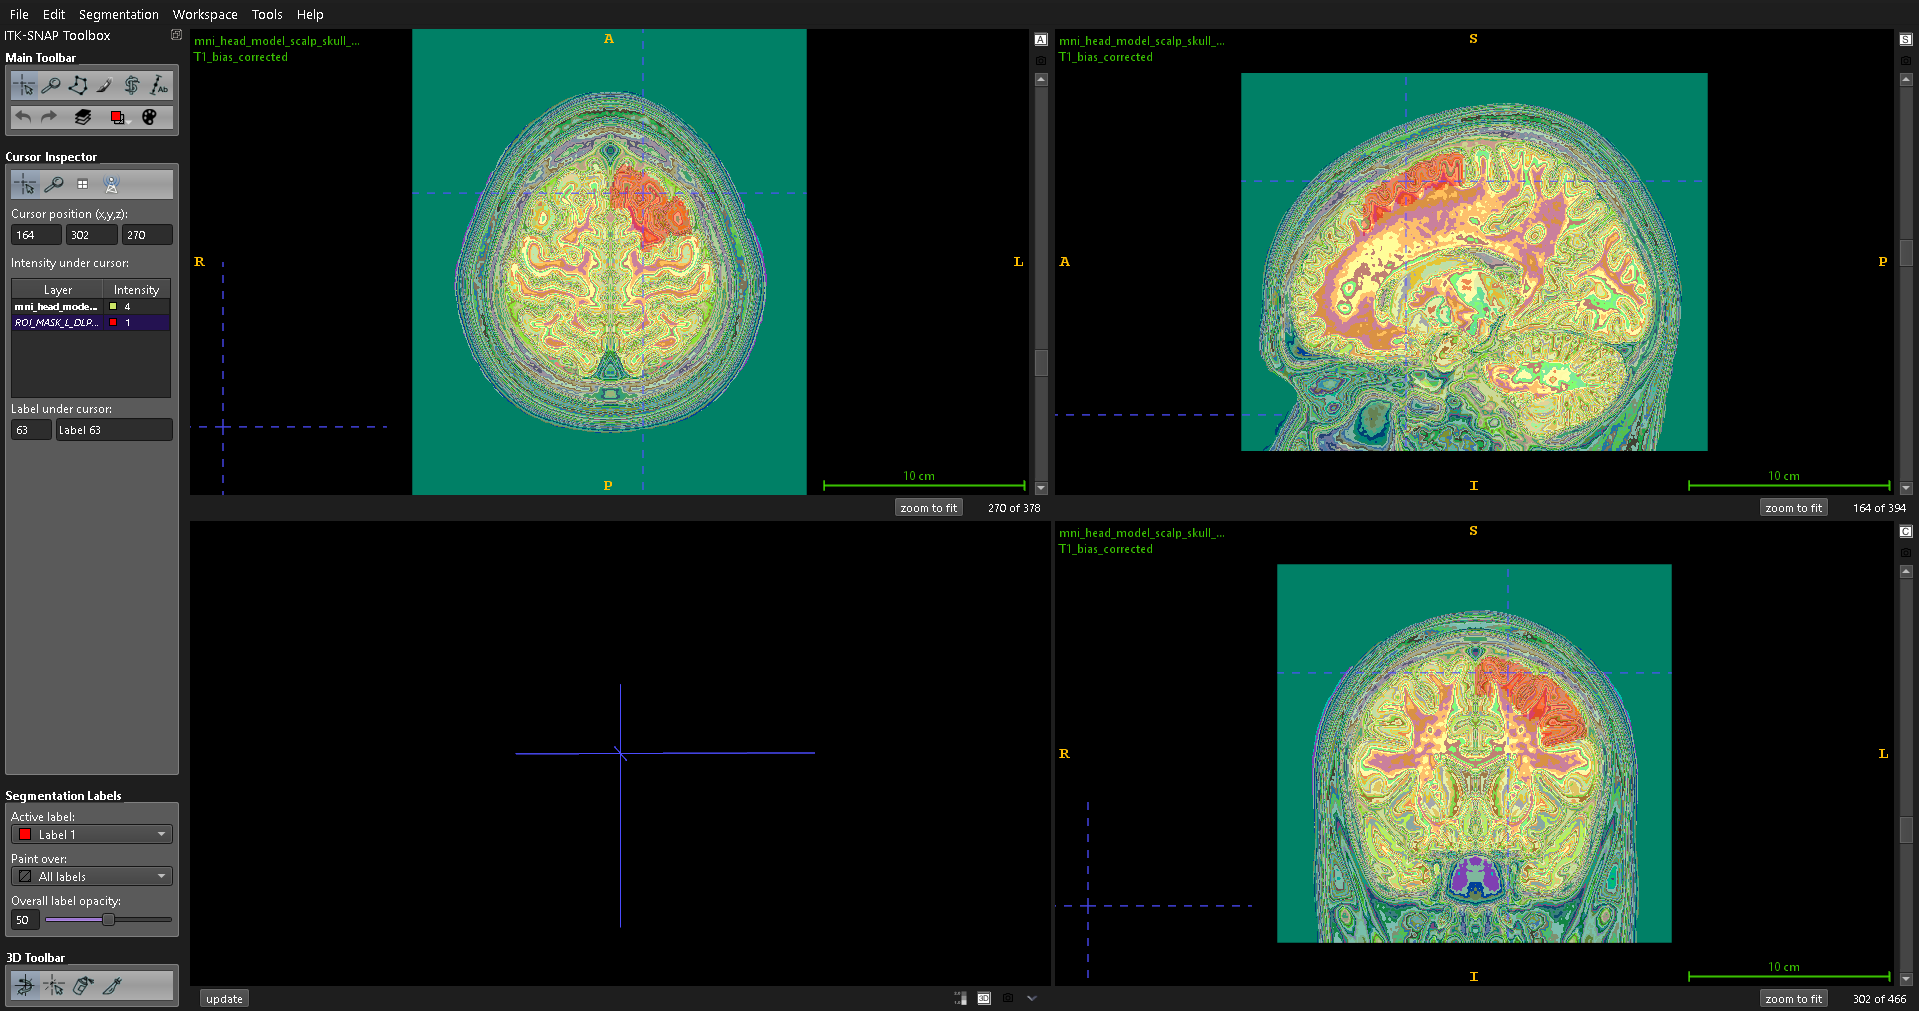 File Edit Segmentation Workspace Tools Help
ITK-SNAP Toolbox
Main Toolbar
Cursor Inspector
Cursor position (x,y,z):
164 302 270
Intensity under cursor:
Layer Intensity
mni_head_mode... 4
ROI_MASK_L_DLP... 1
Label under cursor:
63 Label 63
Segmentation Labels
Active label:
Label 1
Paint over:
All labels
Overall label opacity:
50
3D Toolbar
mni_head_model_scalp_skull_...
T1_bias_corrected
A
A
R
L
10 cm
P
zoom to fit 270 of 378
mni_head_model_scalp_skull_...
T1_bias_corrected
S
S
A
P
10 cm
I
zoom to fit 164 of 394
update
3D
mni_head_model_scalp_skull_...
T1_bias_corrected
S
C
R
L
10 cm
I
zoom to fit 302 of 466